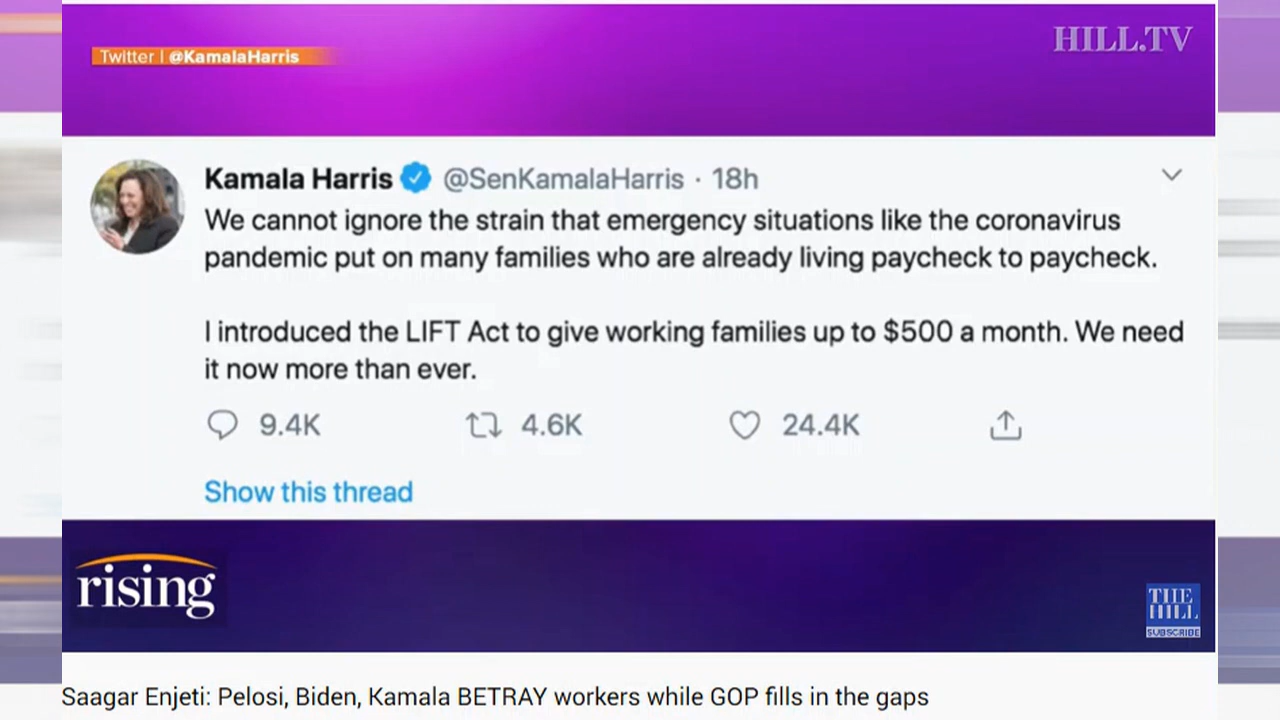 HILL.TV
Twitter | @KamalaHarris
Kamala Harris @SenKamalaHarris · 18h
We cannot ignore the strain that emergency situations like the coronavirus
pandemic put on many families who are already living paycheck to paycheck.
I introduced the LIFT Act to give working families up to $500 a month. We need
it now more than ever.
9.4K 4.6K 24.4K
Show this thread
rising
THE
HILL
SUBSCRIBE
Saagar Enjeti: Pelosi, Biden, Kamala BETRAY workers while GOP fills in the gaps